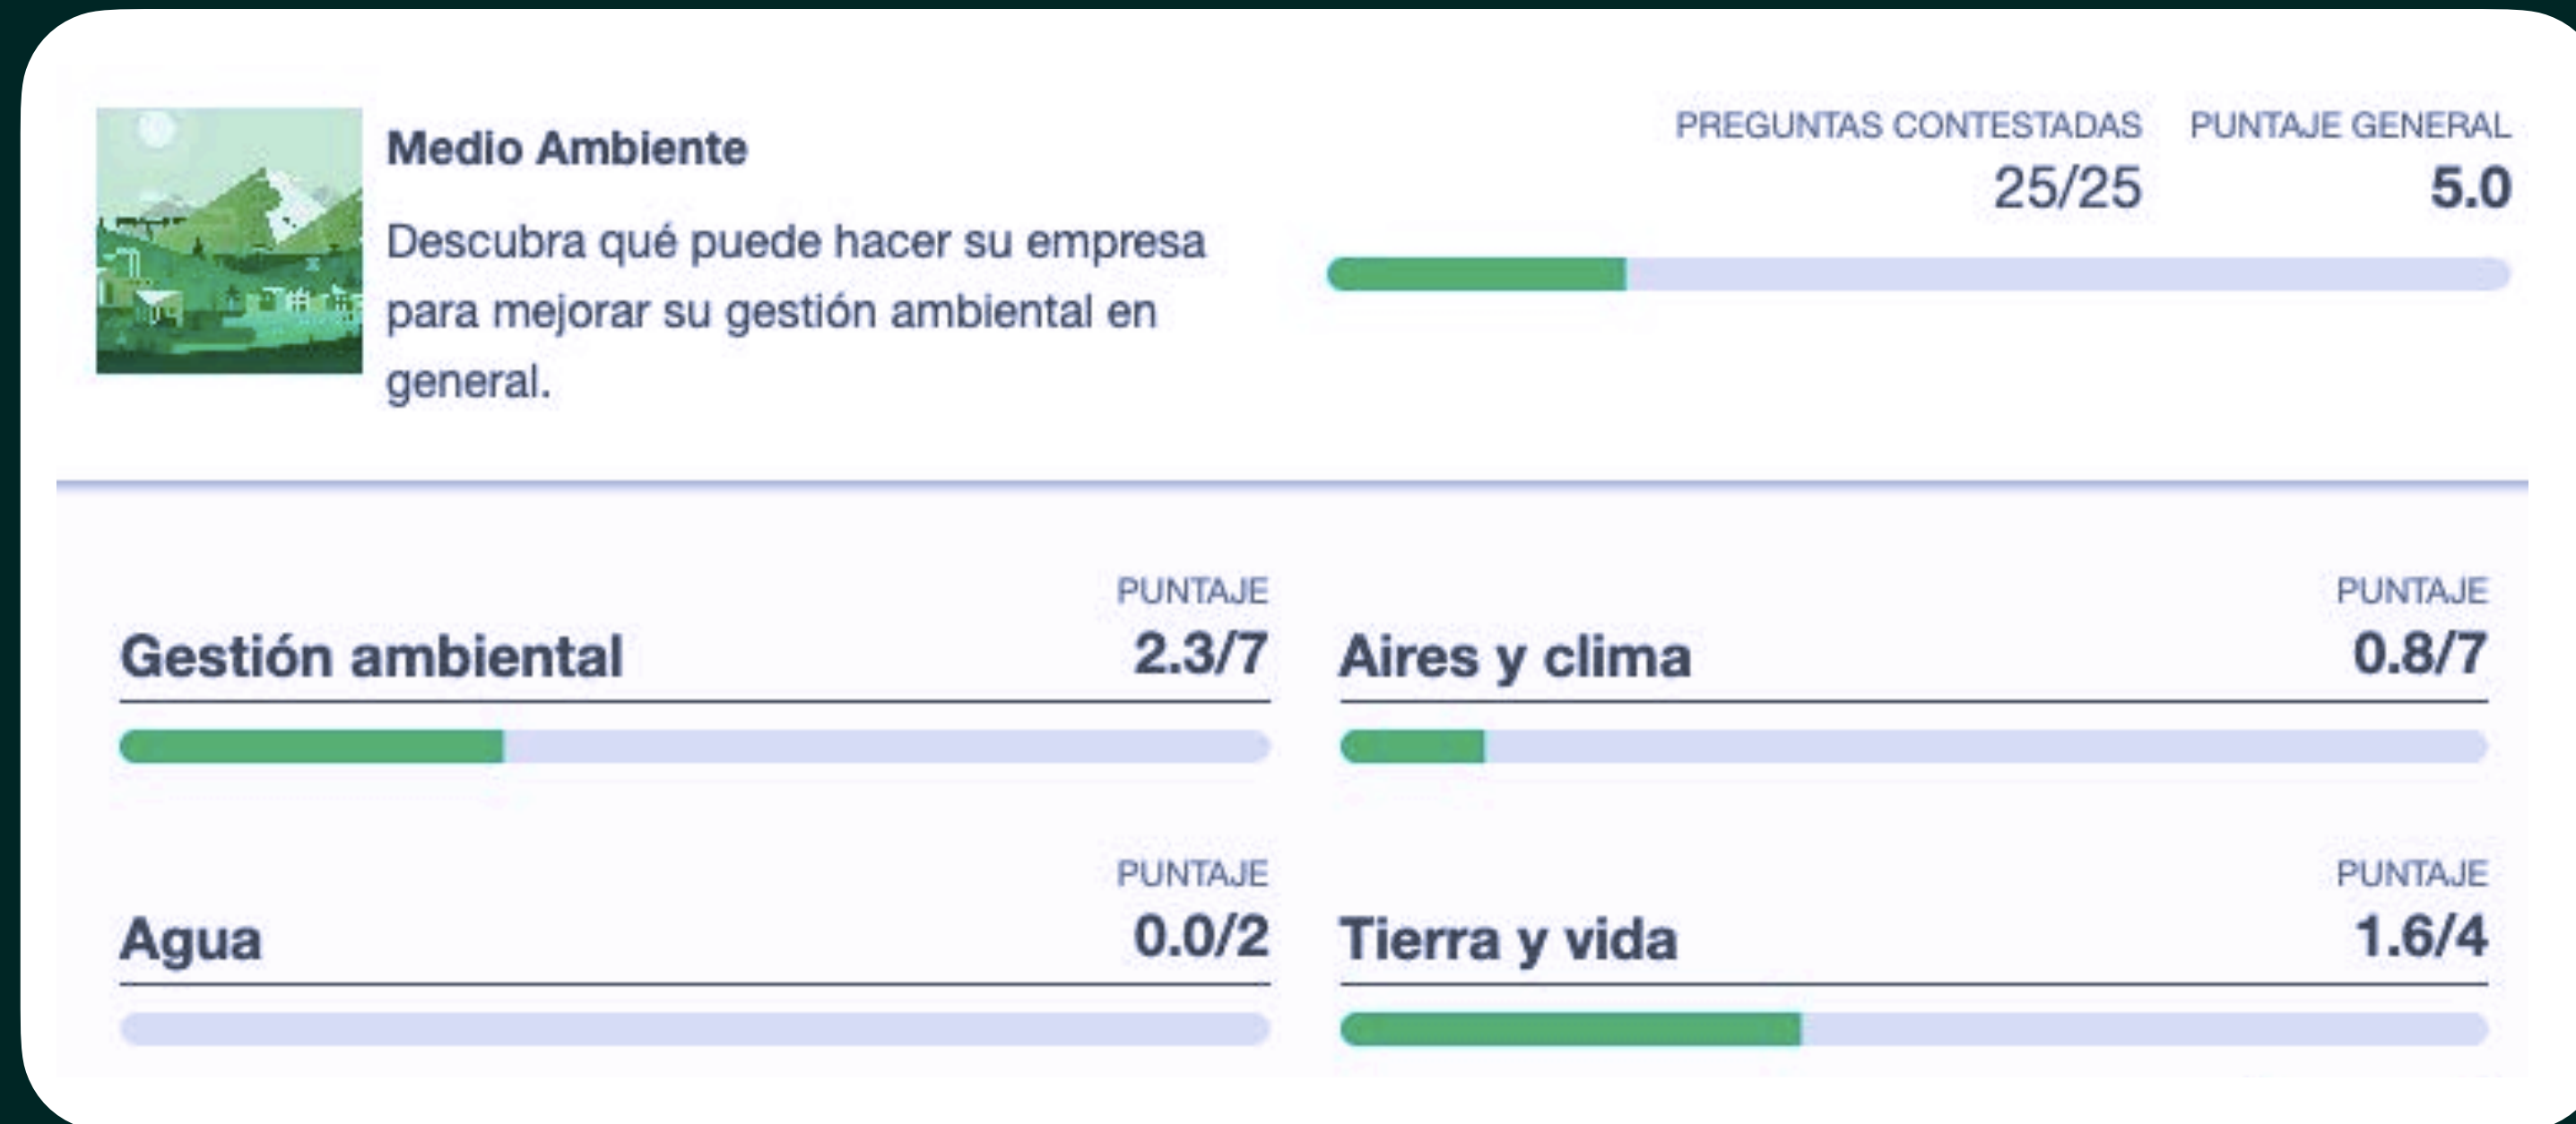 Medio Ambiente
Descubra qué puede hacer su empresa
para mejorar su gestión ambiental en
general.
PREGUNTAS CONTESTADAS
25/25
PUNTAJE GENERAL
5.0
PUNTAJE
Gestión ambiental 2.3/7
PUNTAJE
Aires y clima 0.8/7
PUNTAJE
Agua 0.0/2
PUNTAJE
Tierra y vida 1.6/4